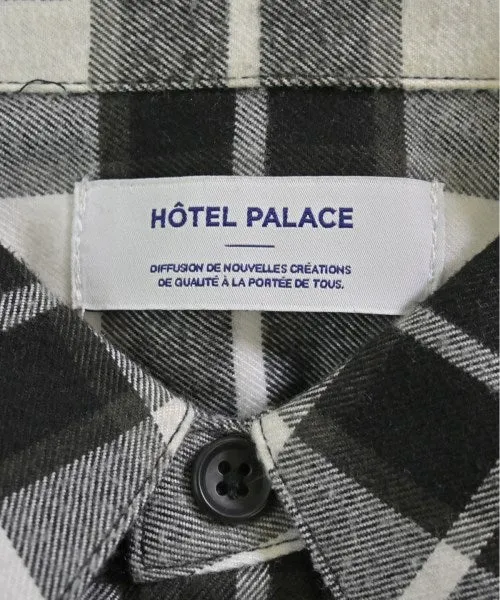 HÔTEL PALACE
DIFFUSION DE NOUVELLES CRÉATIONS
DE QUALITÉ À LA PORTÉE DE TOUS.